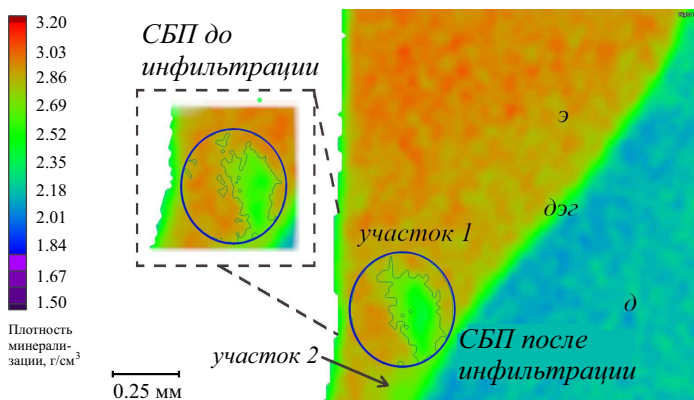 3.20
3.03
2.86
2.69
2.52
2.35
2.18
2.01
1.84
1.67
1.50
Плотность
минерали-
зации, г/см³
0.25 мм
СБП до
инфильтрации
э
дэг
участок 1
д
СБП после
инфильтрации
участок 2